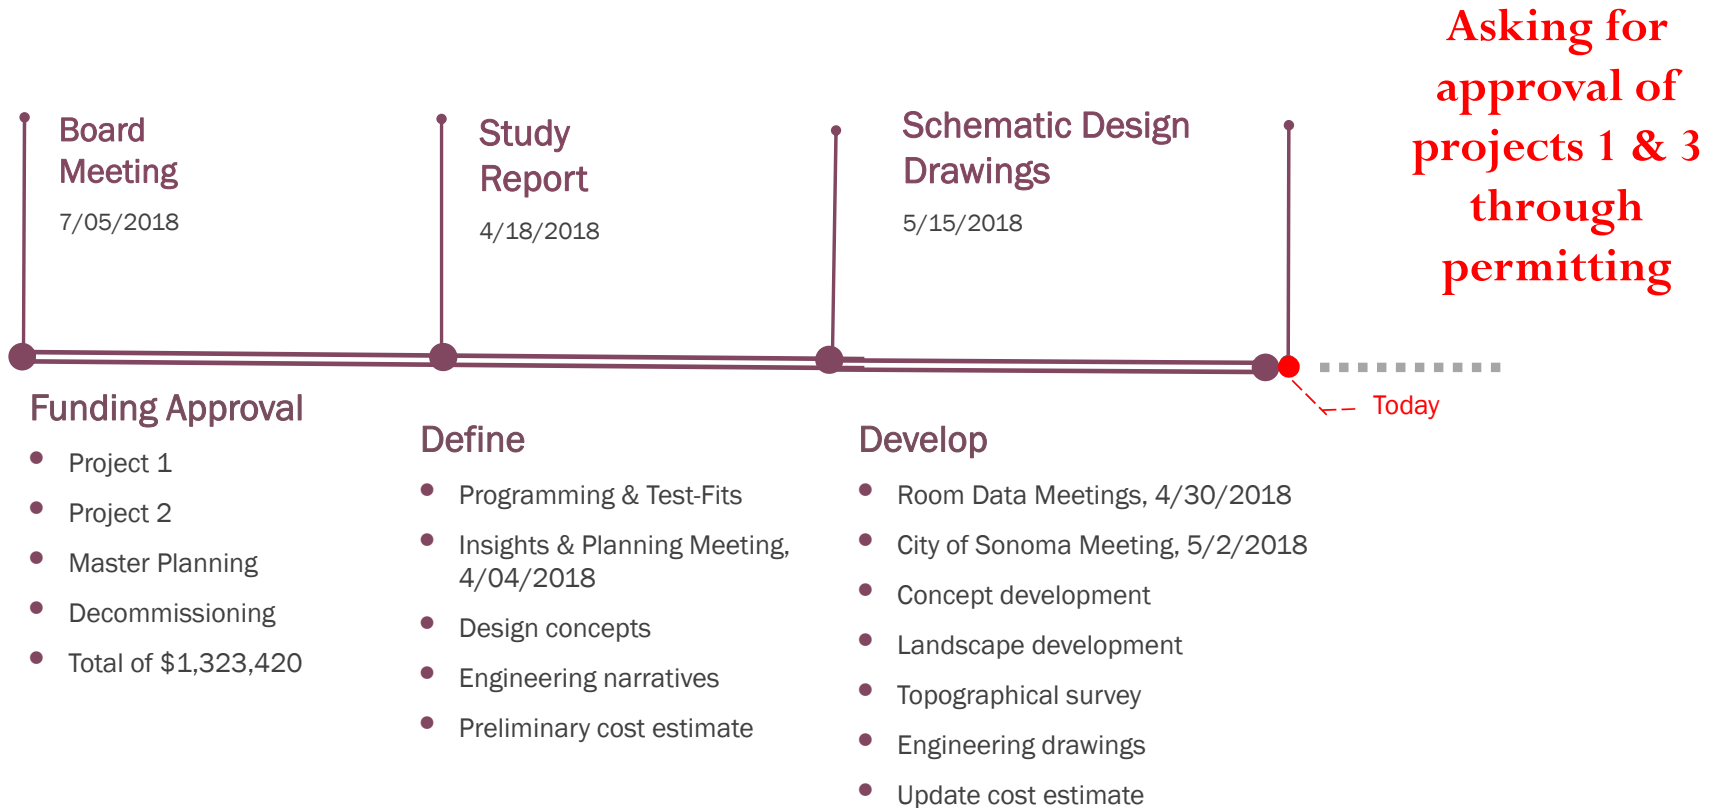 Board
Meeting
7/05/2018
Study
Report
4/18/2018
Schematic Design
Drawings
5/15/2018
Asking for
approval of
projects 1 & 3
through
permitting
Today
Funding Approval
• Project 1
• Project 2
• Master Planning
• Decommissioning
• Total of $1,323,420
Define
• Programming & Test-Fits
• Insights & Planning Meeting,
4/04/2018
• Design concepts
• Engineering narratives
• Preliminary cost estimate
Develop
• Room Data Meetings, 4/30/2018
• City of Sonoma Meeting, 5/2/2018
• Concept development
• Landscape development
• Topographical survey
• Engineering drawings
• Update cost estimate